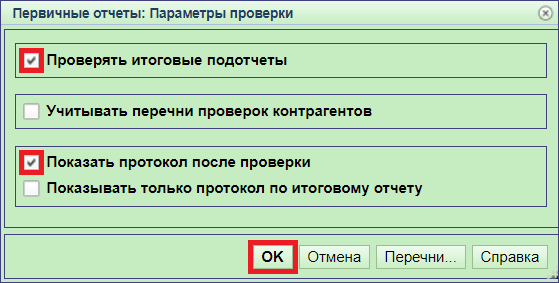 Первичные отчеты: Параметры проверки
Проверять итоговые подотчеты
Учитывать перечни проверок контрагентов
Показать протокол после проверки
Показывать только протокол по итоговому отчету
OK Отмена Перечни... Справка